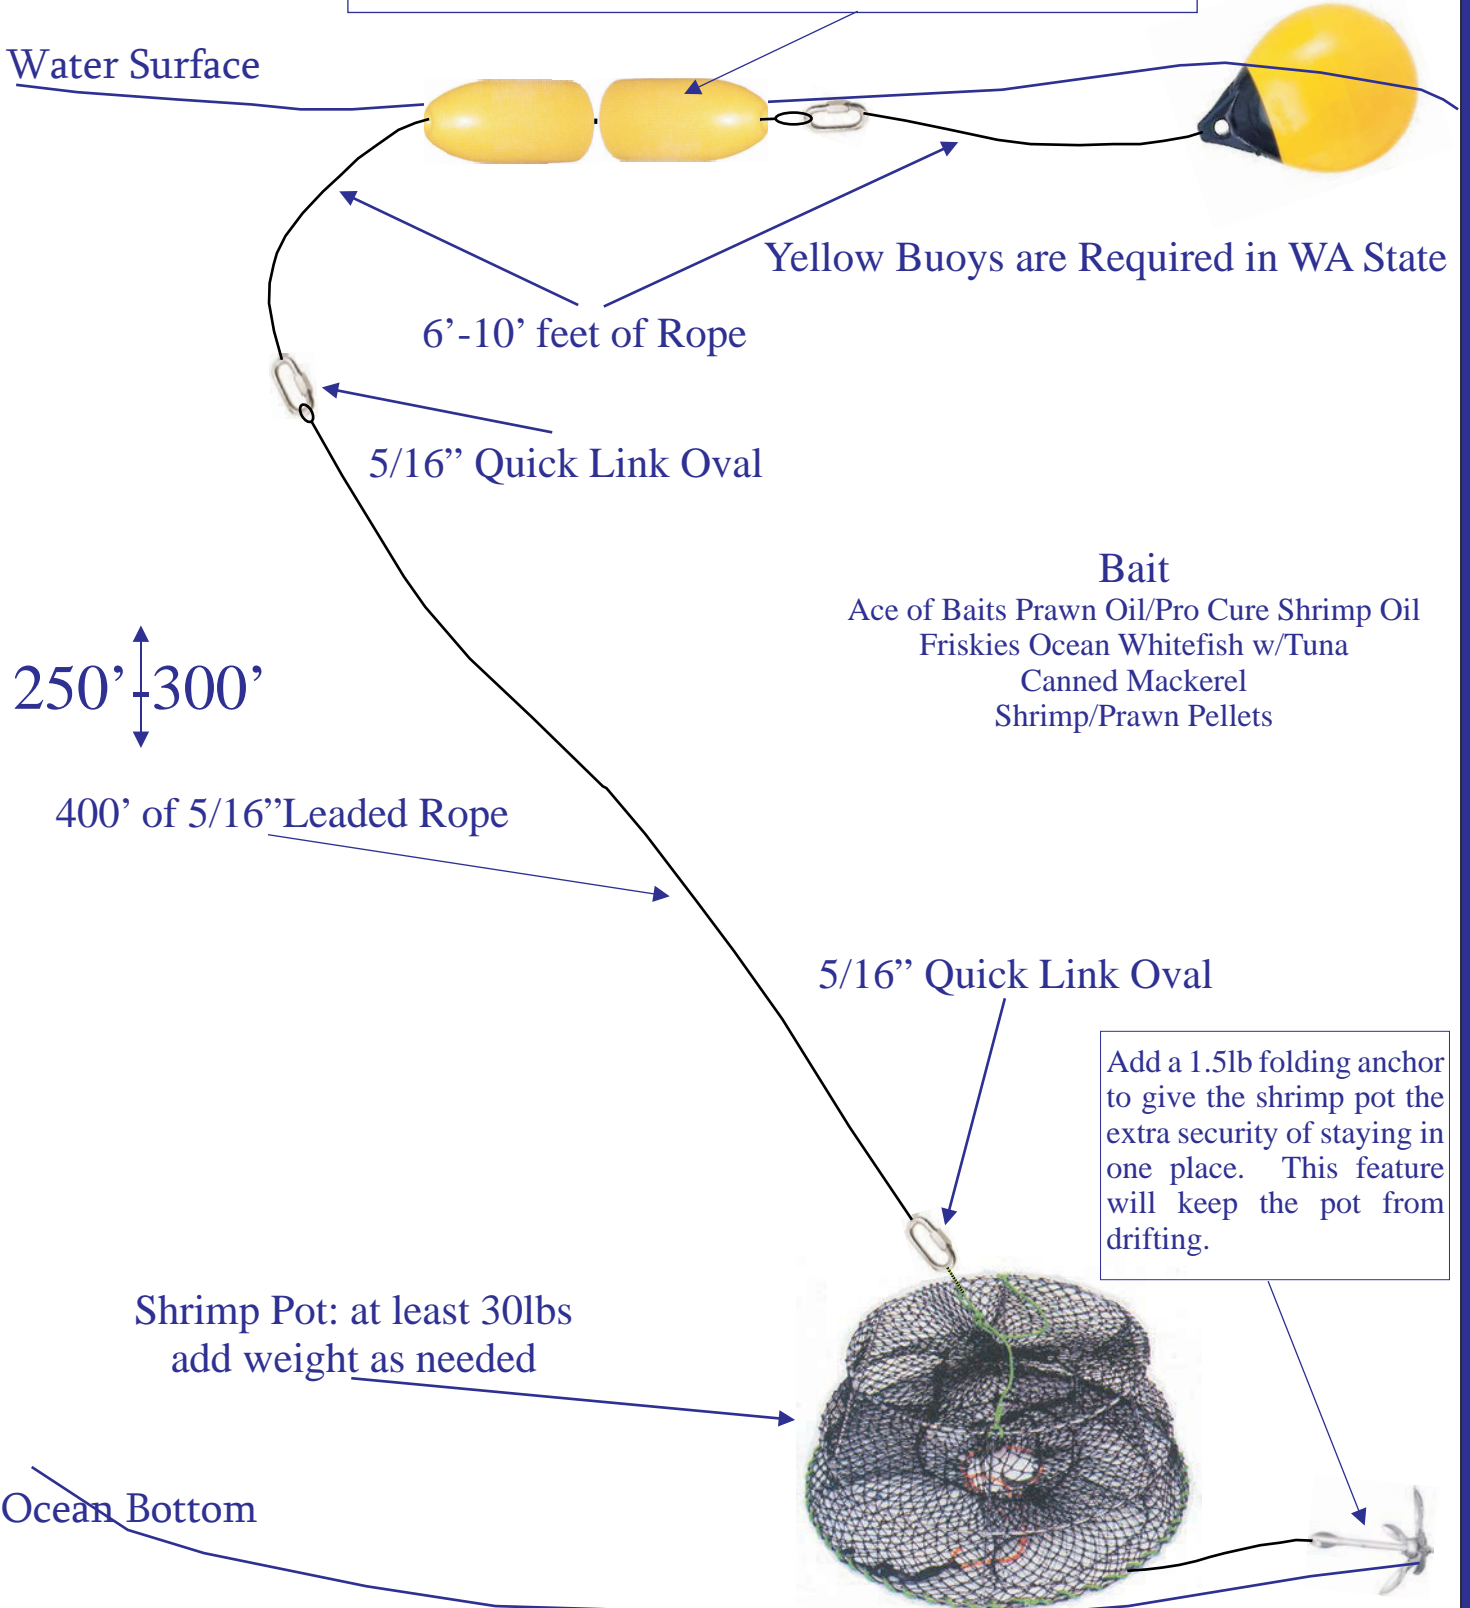 Water Surface
Yellow Buoys are Required in WA State
6’-10’ feet of Rope
5/16” Quick Link Oval
Bait
Ace of Baits Prawn Oil/Pro Cure Shrimp Oil
Friskies Ocean Whitefish w/Tuna
Canned Mackerel
Shrimp/Prawn Pellets
250’-300’
400’ of 5/16”Leaded Rope
5/16” Quick Link Oval
Add a 1.5lb folding anchor
to give the shrimp pot the
extra security of staying in
one place. This feature
will keep the pot from
drifting.
Shrimp Pot: at least 30lbs
add weight as needed
Ocean Bottom